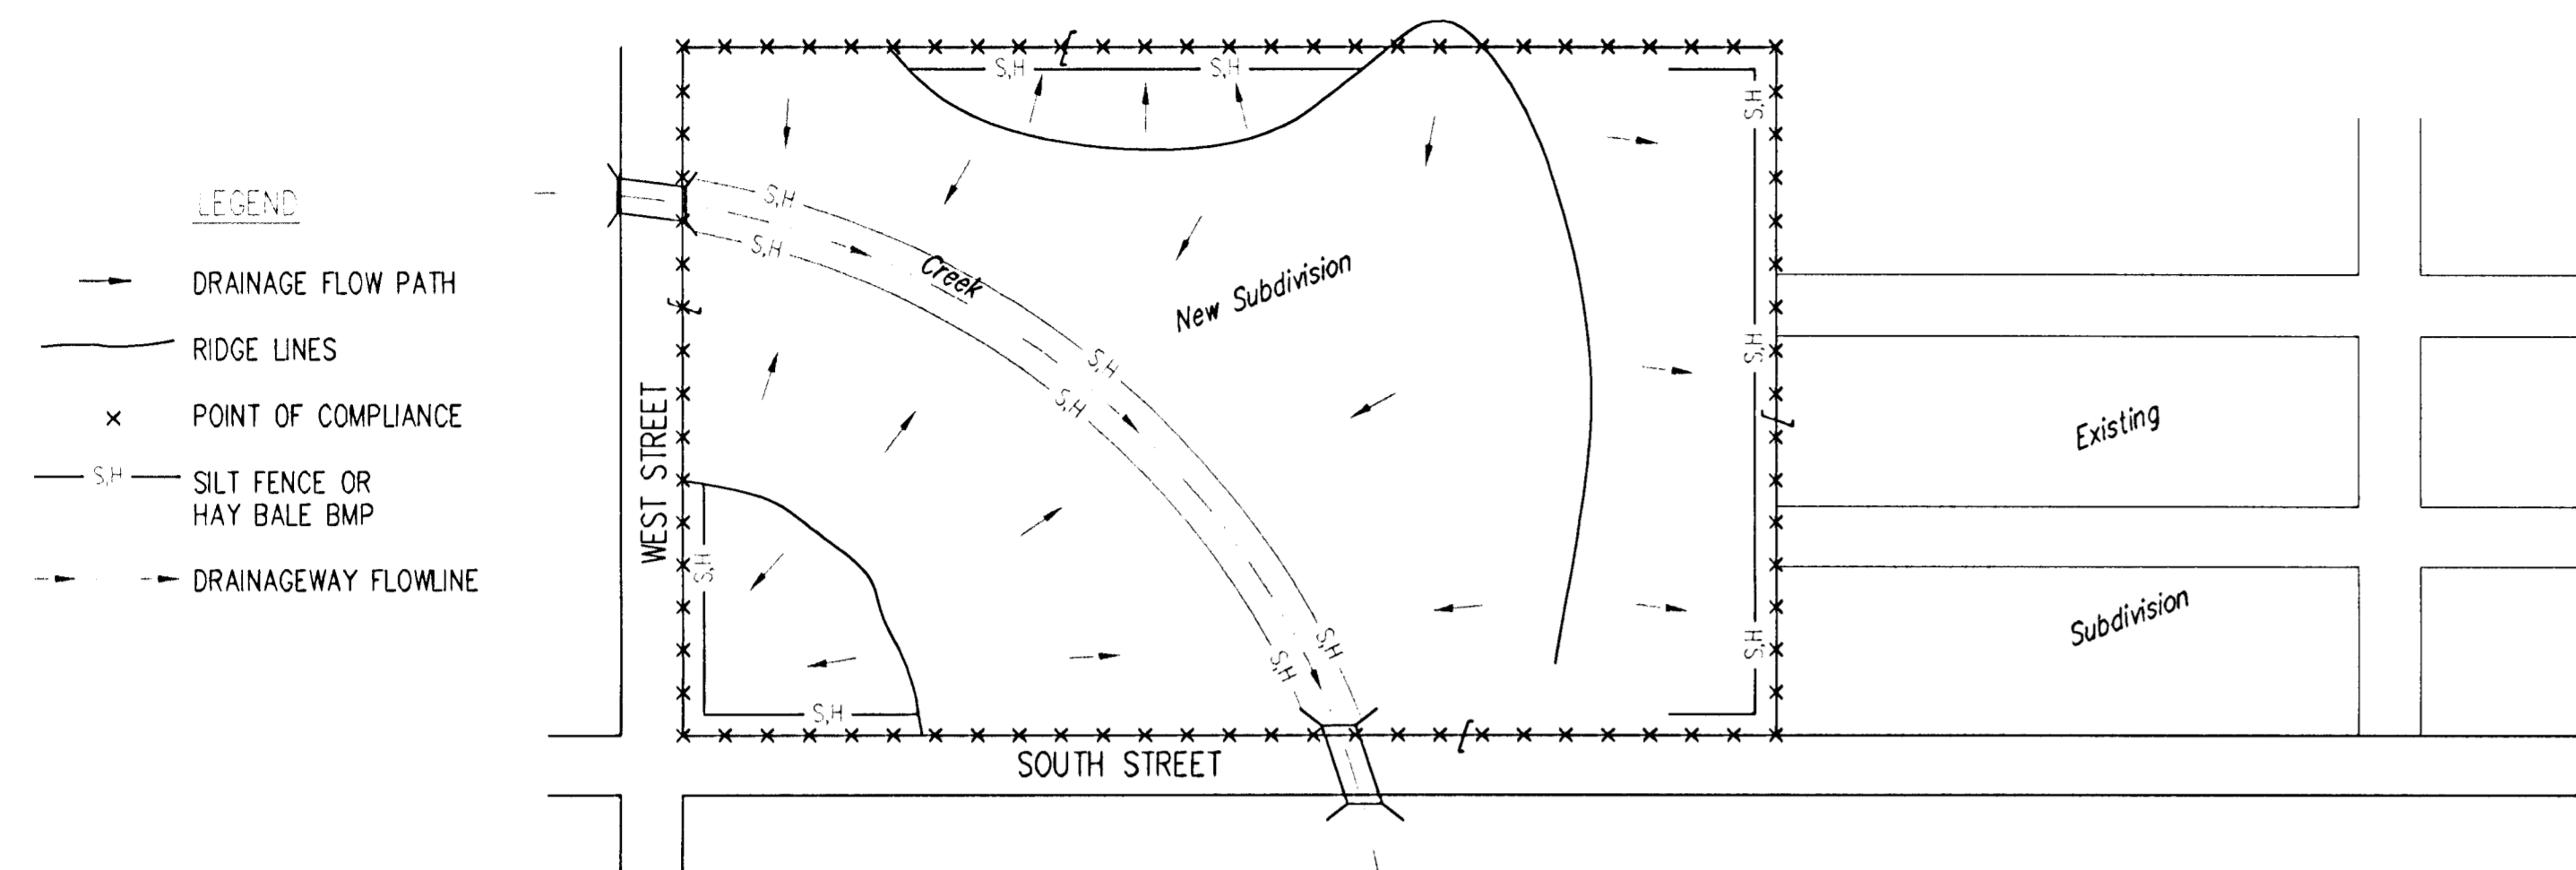 LEGEND
DRAINAGE FLOW PATH
RIDGE LINES
POINT OF COMPLIANCE
S,H
SILT FENCE OR
HAY BALE BMP
DRAINAGEWAY FLOWLINE
S,H
S,H
S,H
S,H
S,H
Creek
New Subdivision
S,H
S,H
S,H
WEST STREET
Existing
S,H
Subdivision
S,H
S,H
S,H
S,H
SOUTH STREET